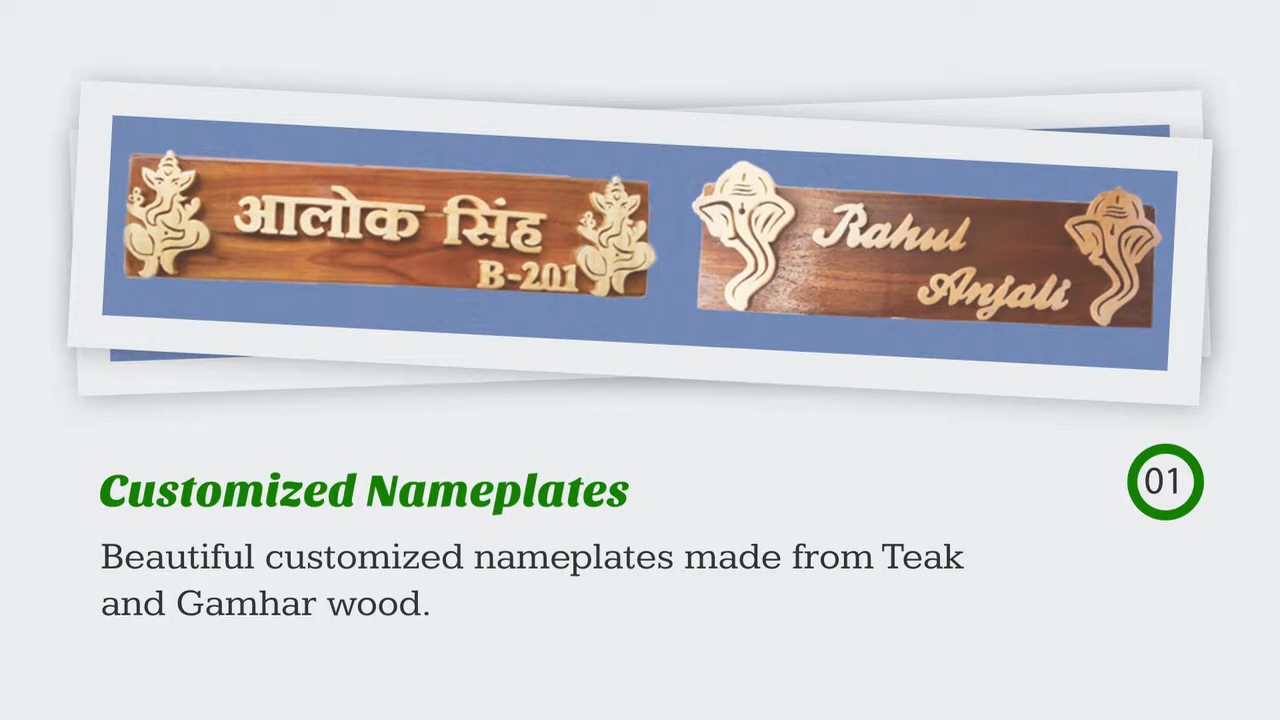 आलोक सिंह
B-201
Rahul
Anjali
Customized Nameplates
01
Beautiful customized nameplates made from Teak
and Gamhar wood.